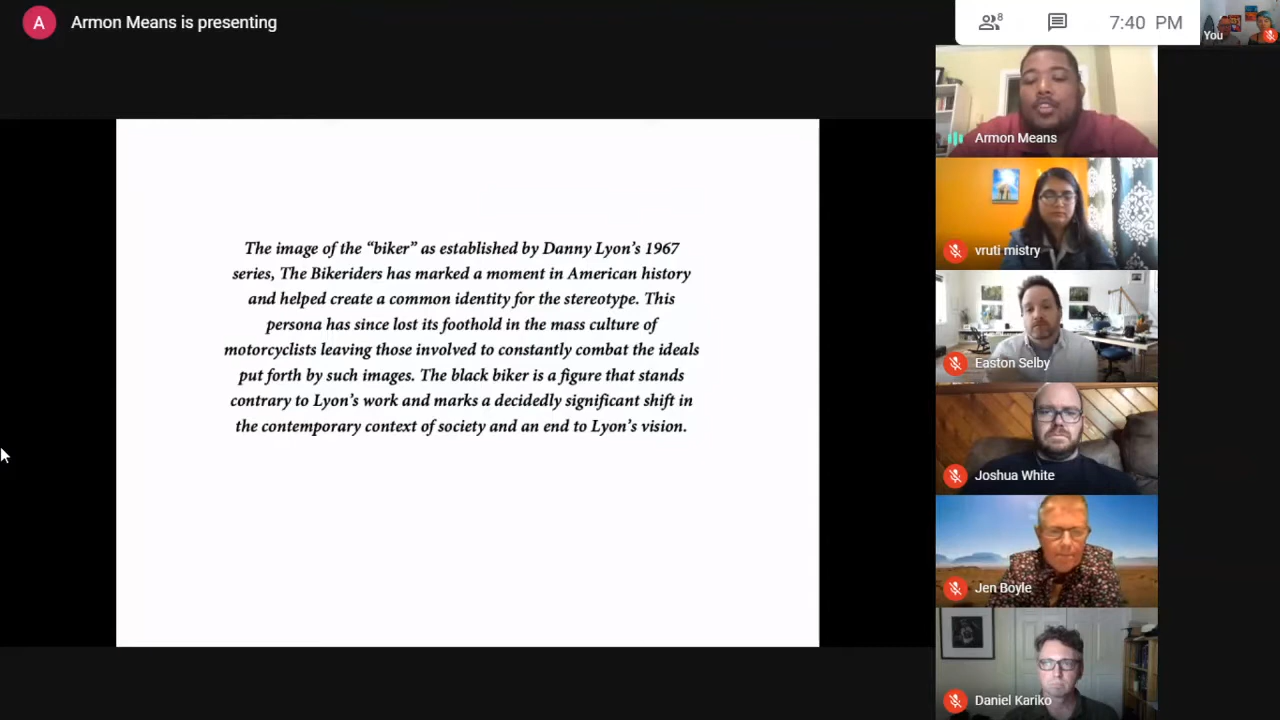 A
Armon Means is presenting
8
7:40 PM
You
The image of the “biker” as established by Danny Lyon’s 1967
series, The Bikeriders has marked a moment in American history
and helped create a common identity for the stereotype. This
persona has since lost its foothold in the mass culture of
motorcyclists leaving those involved to constantly combat the ideals
put forth by such images. The black biker is a figure that stands
contrary to Lyon’s work and marks a decidedly significant shift in
the contemporary context of society and an end to Lyon’s vision.
Armon Means
vruti mistry
Easton Selby
Joshua White
Jen Boyle
Daniel Kariko